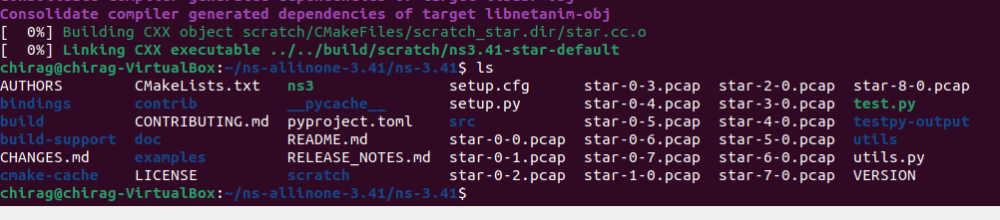 Consolidate compiler generated dependencies of target libnetanim-obj
[  0%] Building CXX object scratch/CMakeFiles/scratch_star.dir/star.cc.o
[  0%] Linking CXX executable ../../build/scratch/ns3.41-star-default
chirag@chirag-VirtualBox:~/ns-allinone-3.41/ns-3.41$ ls
AUTHORS CMakeLists.txt ns3 setup.cfg star-0-3.pcap star-2-0.pcap star-8-0.pcap
bindings contrib __pycache__ setup.py star-0-4.pcap star-3-0.pcap test.py
build CONTRIBUTING.md pyproject.toml src star-0-5.pcap star-4-0.pcap testpy-output
build-support doc README.md star-0-0.pcap star-0-6.pcap star-5-0.pcap utils
CHANGES.md examples RELEASE_NOTES.md star-0-1.pcap star-0-7.pcap star-6-0.pcap utils.py
cmake-cache LICENSE scratch star-0-2.pcap star-1-0.pcap star-7-0.pcap VERSION
chirag@chirag-VirtualBox:~/ns-allinone-3.41/ns-3.41$